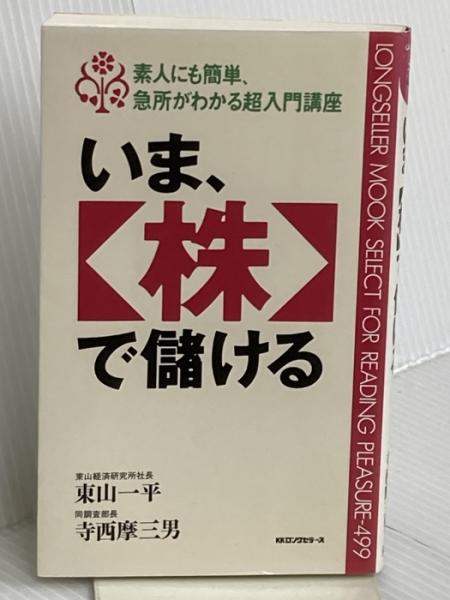 素人にも簡単、
急所がわかる超入門講座
いま、
【株】
で儲ける
東山経済研究所社長
東山一平
同調査部長
寺西摩三男
KKロングセラーズ
LONGSELLER MOOK SELECT FOR READING PLEASURE-499